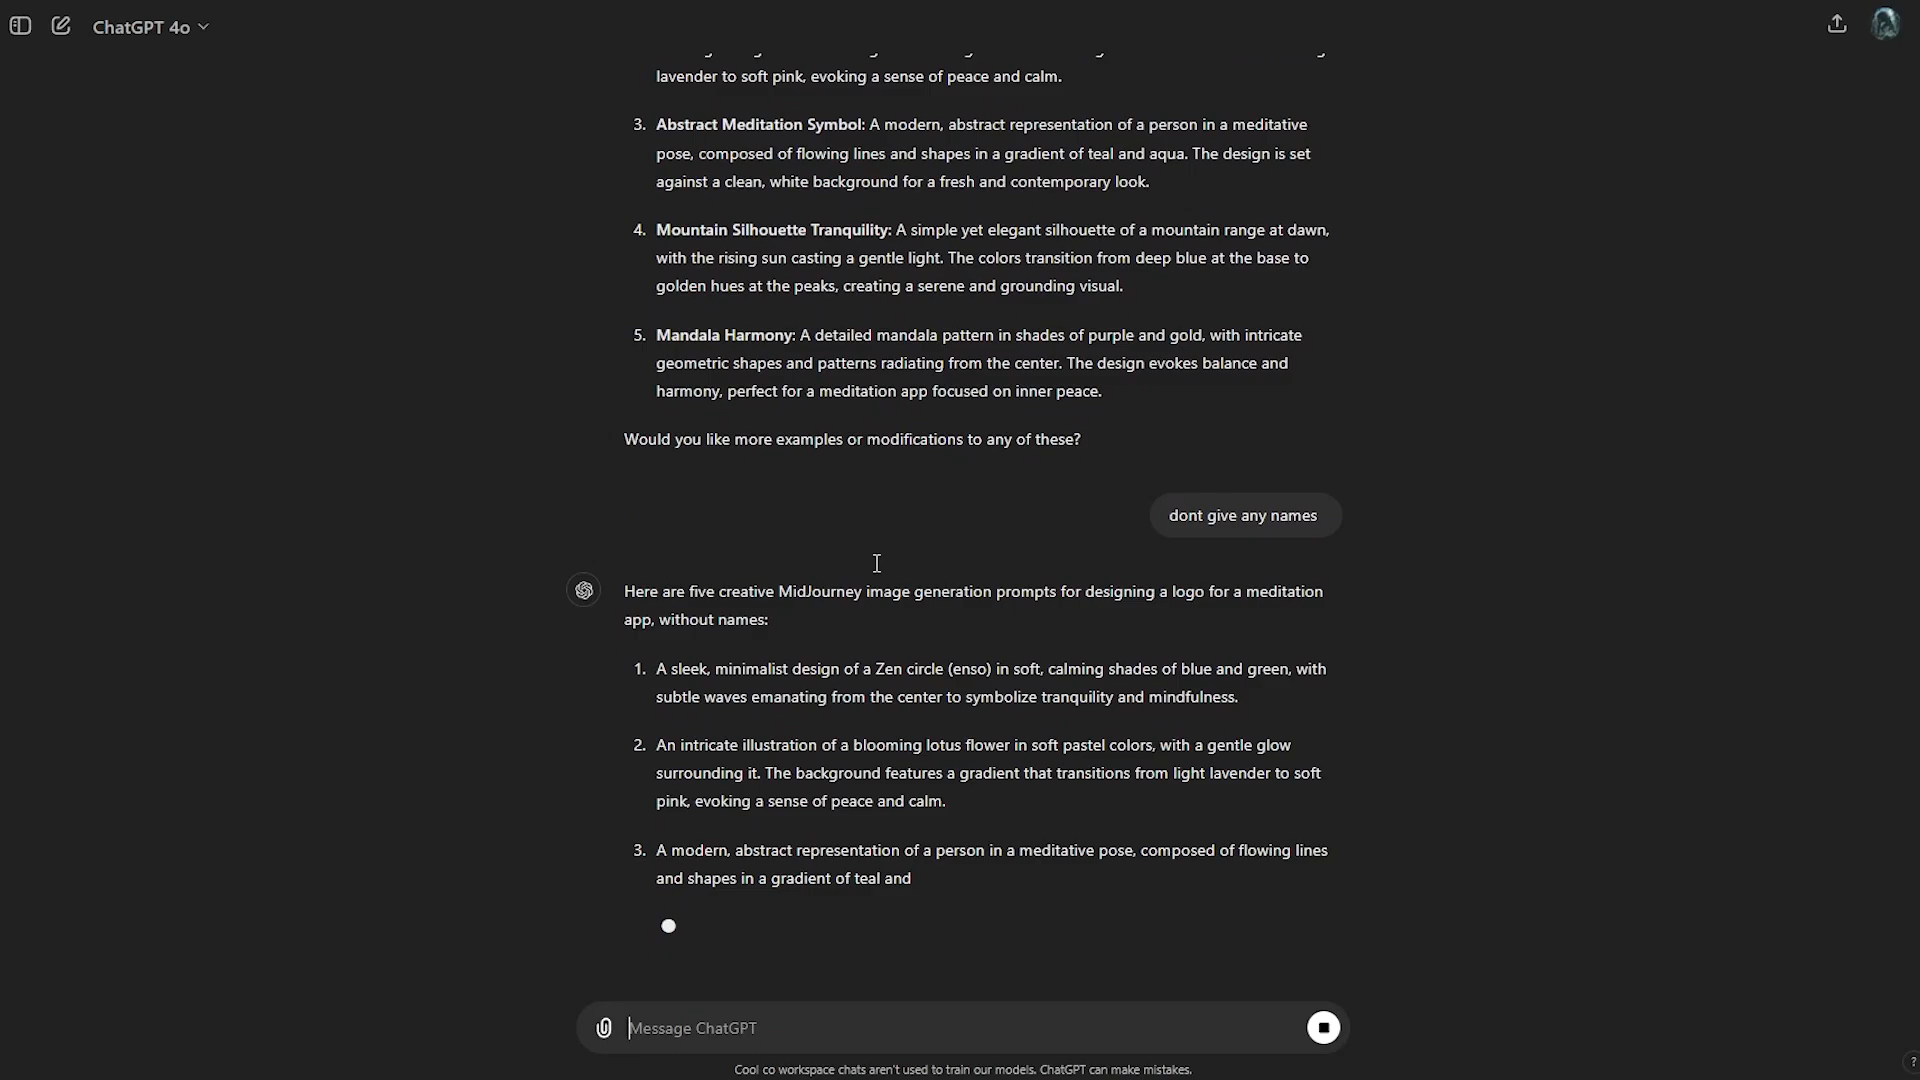 ChatGPT 4o
lavender to soft pink, evoking a sense of peace and calm.
3. Abstract Meditation Symbol: A modern, abstract representation of a person in a meditative
pose, composed of flowing lines and shapes in a gradient of teal and aqua. The design is set
against a clean, white background for a fresh and contemporary look.
4. Mountain Silhouette Tranquility: A simple yet elegant silhouette of a mountain range at dawn,
with the rising sun casting a gentle light. The colors transition from deep blue at the base to
golden hues at the peaks, creating a serene and grounding visual.
5. Mandala Harmony: A detailed mandala pattern in shades of purple and gold, with intricate
geometric shapes and patterns radiating from the center. The design evokes balance and
harmony, perfect for a meditation app focused on inner peace.
Would you like more examples or modifications to any of these?
dont give any names
Here are five creative MidJourney image generation prompts for designing a logo for a meditation
app, without names:
1. A sleek, minimalist design of a Zen circle (enso) in soft, calming shades of blue and green, with
subtle waves emanating from the center to symbolize tranquility and mindfulness.
2. An intricate illustration of a blooming lotus flower in soft pastel colors, with a gentle glow
surrounding it. The background features a gradient that transitions from light lavender to soft
pink, evoking a sense of peace and calm.
3. A modern, abstract representation of a person in a meditative pose, composed of flowing lines
and shapes in a gradient of teal and
Message ChatGPT
Cool co workspace chats aren't used to train our models. ChatGPT can make mistakes.
?